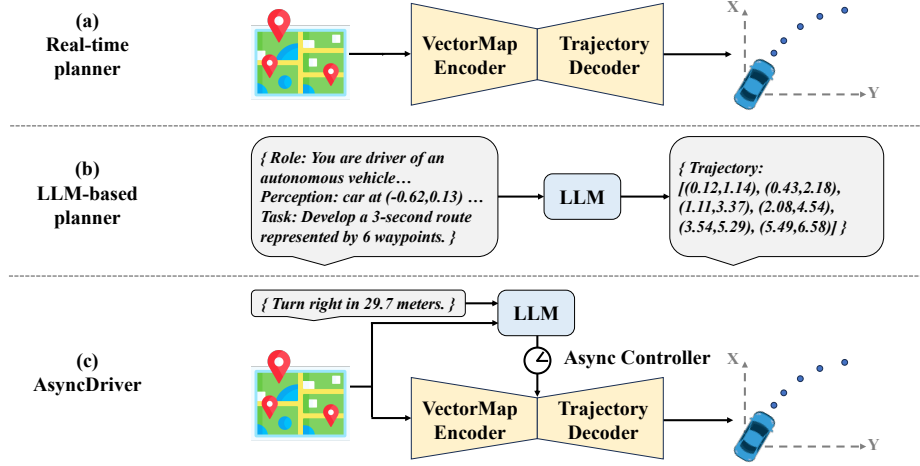 (a)
Real-time
planner
VectorMap
Encoder
Trajectory
Decoder
X
Y
(b)
LLM-based
planner
{ Role: You are driver of an
autonomous vehicle…
Perception: car at (-0.62,0.13) …
Task: Develop a 3-second route
represented by 6 waypoints. }
LLM
{ Trajectory:
[(0.12,1.14), (0.43,2.18),
(1.11,3.37), (2.08,4.54),
(3.54,5.29), (5.49,6.58)] }
(c)
AsyncDriver
{ Turn right in 29.7 meters. }
LLM
Async Controller
VectorMap
Encoder
Trajectory
Decoder
X
Y